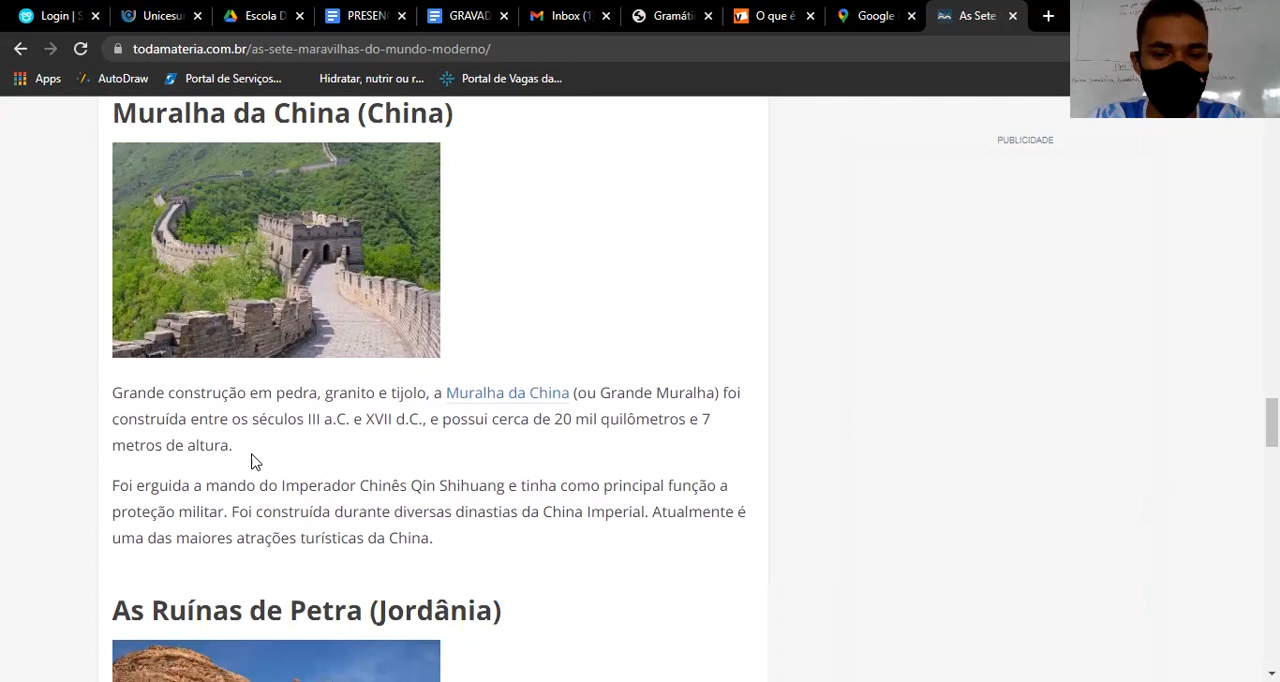 Login | S
Unicesu
Escola D
PRESEN
GRAVAD
Inbox (1
Gramáti
O que é
Google
As Sete
todamateria.com.br/as-sete-maravilhas-do-mundo-moderno/
Apps
AutoDraw
Portal de Serviços...
Hidratar, nutrir ou r...
Portal de Vagas da...
Muralha da China (China)
PUBLICIDADE
Grande construção em pedra, granito e tijolo, a Muralha da China (ou Grande Muralha) foi
construída entre os séculos III a.C. e XVII d.C., e possui cerca de 20 mil quilômetros e 7
metros de altura.
Foi erguida a mando do Imperador Chinês Qin Shihuang e tinha como principal função a
proteção militar. Foi construída durante diversas dinastias da China Imperial. Atualmente é
uma das maiores atrações turísticas da China.
As Ruínas de Petra (Jordânia)